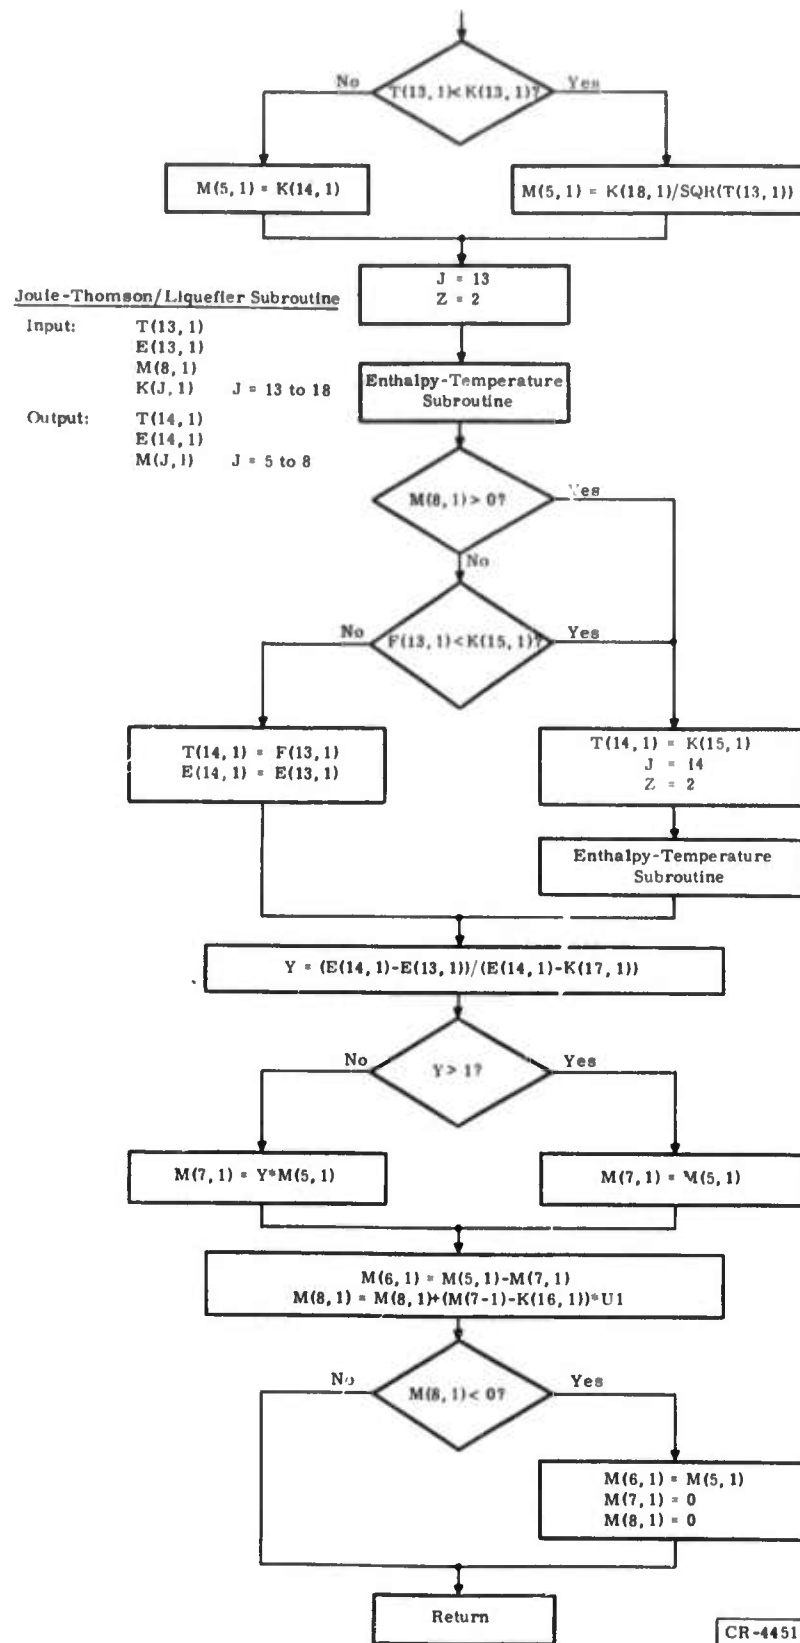 T(13, 1)< K(13, 1)?
No
Yes
M(5, 1) = K(14, 1)
M(5, 1) = K(18, 1)/SQR(T(13, 1))
J = 13
Z = 2
Joule-Thomson/Liquefier Subroutine
Input:
T(13, 1)
E(13, 1)
M(8, 1)
K(J, 1) J = 13 to 18
Output:
T(14, 1)
E(14, 1)
M(J, 1) J = 5 to 8
Enthalpy-Temperature
Subroutine
M(8, 1) > 0?
Yes
No
F(13, 1) < K(15, 1)?
No
Yes
T(14, 1) = F(13, 1)
E(14, 1) = E(13, 1)
T(14, 1) = K(15, 1)
J = 14
Z = 2
Enthalpy-Temperature
Subroutine
Y = (E(14, 1)-E(13, 1))/(E(14, 1)-K(17, 1))
Y > 1?
No
Yes
M(7, 1) = Y*M(5, 1)
M(7, 1) = M(5, 1)
M(6, 1) = M(5, 1)-M(7, 1)
M(8, 1) = M(8, 1)+(M(7-1)-K(16, 1))*U1
M(8, 1) < 0?
No
Yes
M(6, 1) = M(5, 1)
M(7, 1) = 0
M(8, 1) = 0
Return
CR-4451